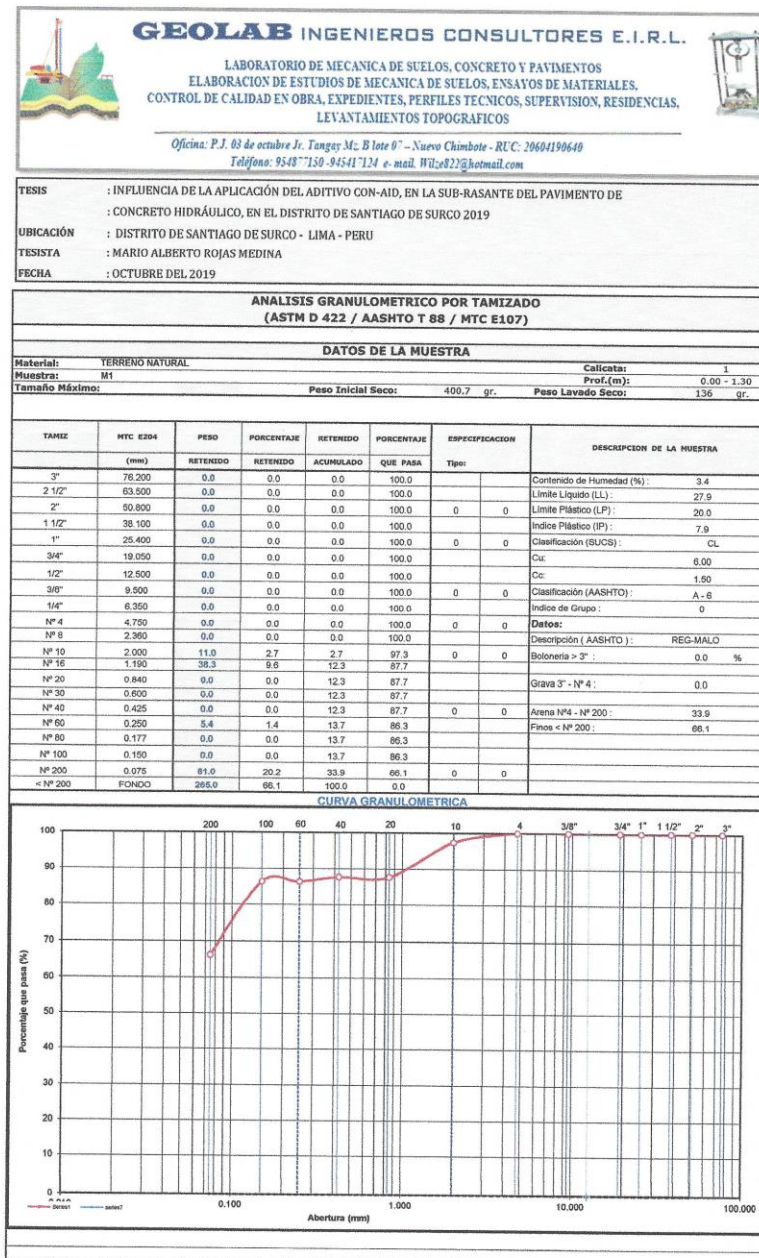 GEOLAB INGENIEROS CONSULTORES E.I.R.L.
LABORATORIO DE MECANICA DE SUELOS, CONCRETO Y PAVIMENTOS
ELABORACION DE ESTUDIOS DE MECANICA DE SUELOS, ENSAYOS DE MATERIALES,
CONTROL DE CALIDAD EN OBRA, EXPEDIENTES, PERFILES TECNICOS, SUPERVISION, RESIDENCIAS,
LEVANTAMIENTOS TOPOGRAFICOS
Oficina: P.J. 03 de octubre Jr. Tangay Mz. B lote 07 – Nuevo Chimbote - RUC: 20604190640
Teléfono: 954877150 -945417124 e- mail. Wilze822@hotmail.com
TESIS : INFLUENCIA DE LA APLICACIÓN DEL ADITIVO CON-AID, EN LA SUB-RASANTE DEL PAVIMENTO DE
: CONCRETO HIDRÁULICO, EN EL DISTRITO DE SANTIAGO DE SURCO 2019
UBICACIÓN : DISTRITO DE SANTIAGO DE SURCO - LIMA - PERU
TESISTA : MARIO ALBERTO ROJAS MEDINA
FECHA : OCTUBRE DEL 2019
ANALISIS GRANULOMETRICO POR TAMIZADO
(ASTM D 422 / AASHTO T 88 / MTC E107)
DATOS DE LA MUESTRA
Material: TERRENO NATURAL Calicata: 1
Muestra: M1 Prof.(m): 0.00 - 1.30
Tamaño Máximo: Peso Inicial Seco: 400.7 gr. Peso Lavado Seco: 136 gr.
TAMIZ MTC E204 PESO PORCENTAJE RETENIDO PORCENTAJE ESPECIFICACION DESCRIPCION DE LA MUESTRA
(mm) RETENIDO RETENIDO ACUMULADO QUE PASA Tipo:
3" 76.200 0.0 0.0 0.0 100.0 Contenido de Humedad (%) : 3.4
2 1/2" 63.500 0.0 0.0 0.0 100.0 Límite Líquido (LL) : 27.9
2" 50.800 0.0 0.0 0.0 100.0 0 0 Límite Plástico (LP) : 20.0
1 1/2" 38.100 0.0 0.0 0.0 100.0 Indice Plástico (IP) : 7.9
1" 25.400 0.0 0.0 0.0 100.0 0 0 Clasificación (SUCS) : CL
3/4" 19.050 0.0 0.0 0.0 100.0 Cu: 6.00
1/2" 12.500 0.0 0.0 0.0 100.0 Cc: 1.50
3/8" 9.500 0.0 0.0 0.0 100.0 0 0 Clasificación (AASHTO) : A - 6
1/4" 6.350 0.0 0.0 0.0 100.0 Indice de Grupo : 0
Nº 4 4.750 0.0 0.0 0.0 100.0 0 0 Datos:
Nº 8 2.360 0.0 0.0 0.0 100.0 Descripción ( AASHTO ) : REG-MALO
Nº 10 2.000 11.0 2.7 2.7 97.3 0 0 Boloneria > 3" : 0.0 %
Nº 16 1.190 38.3 9.6 12.3 87.7
Nº 20 0.840 0.0 0.0 12.3 87.7 Grava 3" - Nº 4 : 0.0
Nº 30 0.600 0.0 0.0 12.3 87.7
Nº 40 0.425 0.0 0.0 12.3 87.7 0 0 Arena Nº4 - Nº 200 : 33.9
Nº 60 0.250 5.4 1.4 13.7 86.3 Finos < Nº 200 : 66.1
Nº 80 0.177 0.0 0.0 13.7 86.3
Nº 100 0.150 0.0 0.0 13.7 86.3
Nº 200 0.075 81.0 20.2 33.9 66.1 0 0
< Nº 200 FONDO 265.0 66.1 100.0 0.0
CURVA GRANULOMETRICA
200 100 60 40 20 10 4 3/8" 3/4" 1" 1 1/2" 2" 3"
100
90
80
70
60
50
40
30
20
10
0
Porcentaje que pasa (%)
0.100 1.000 10.000 100.000
Series1 series2
Abertura (mm)